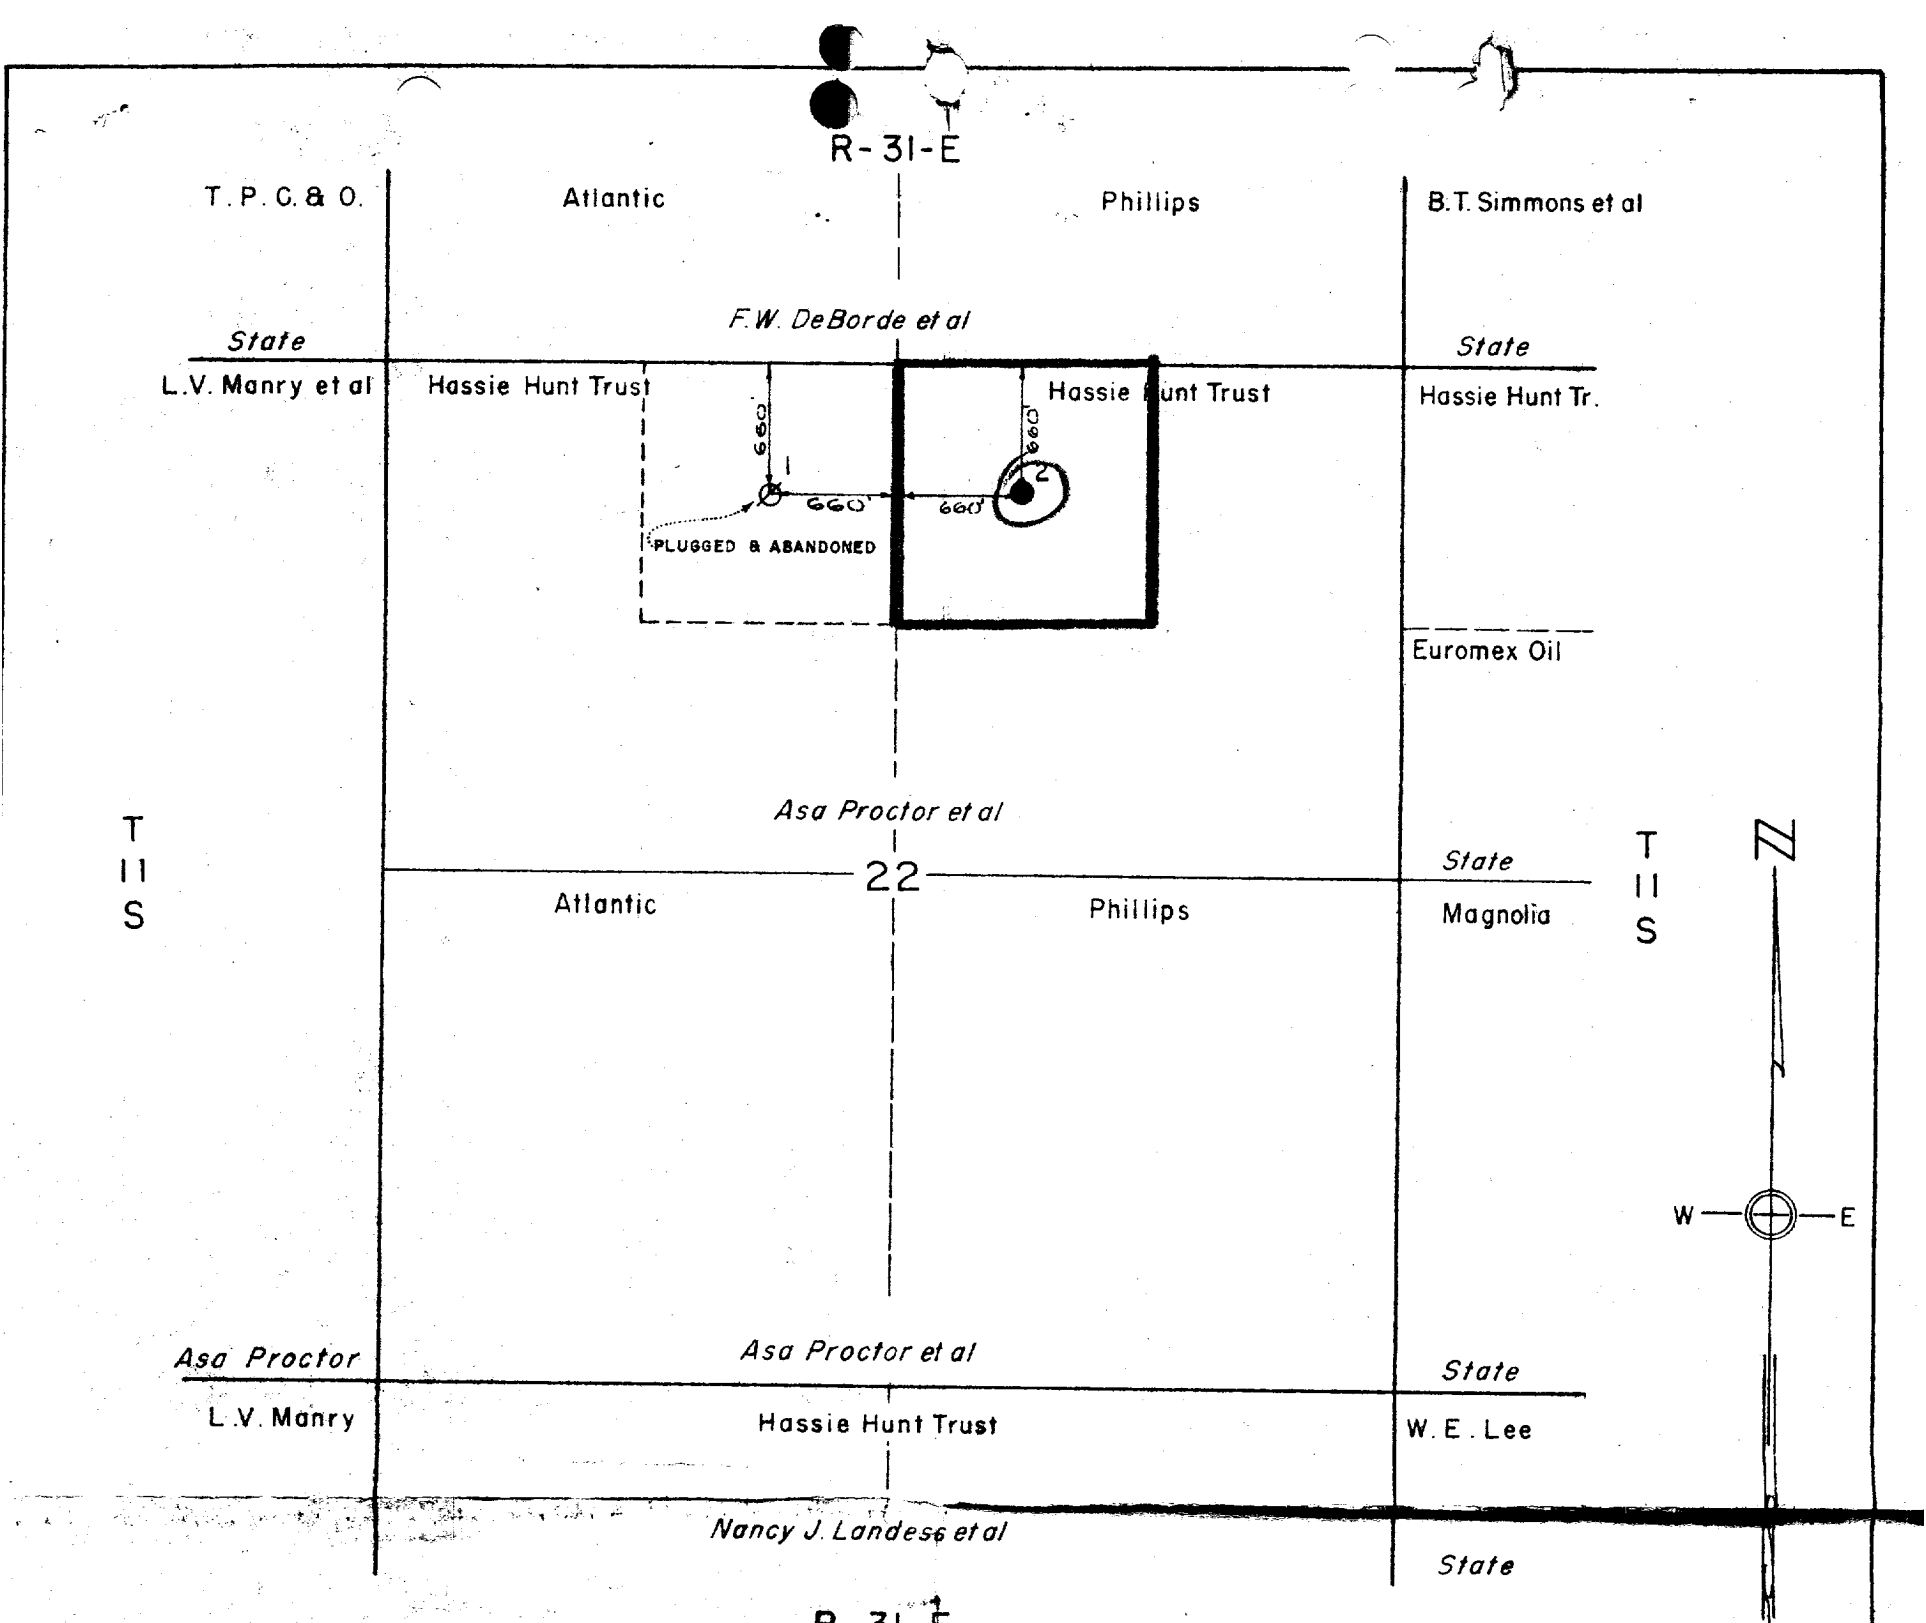 R-31-E
T. P. C. & O.
Atlantic
Phillips
B.T. Simmons et al
F.W. DeBorde et al
State
State
L.V. Manry et al
Hassie Hunt Trust
Hassie Hunt Trust
Hassie Hunt Tr.
660'
660'
1
2
660'
660'
PLUGGED & ABANDONED
Euromex Oil
Asa Proctor et al
T
11
S
T
11
S
N
22
State
Atlantic
Phillips
Magnolia
W
E
Asa Proctor
Asa Proctor et al
State
L.V. Manry
Hassie Hunt Trust
W. E. Lee
Nancy J. Landess et al
State
R-31-E